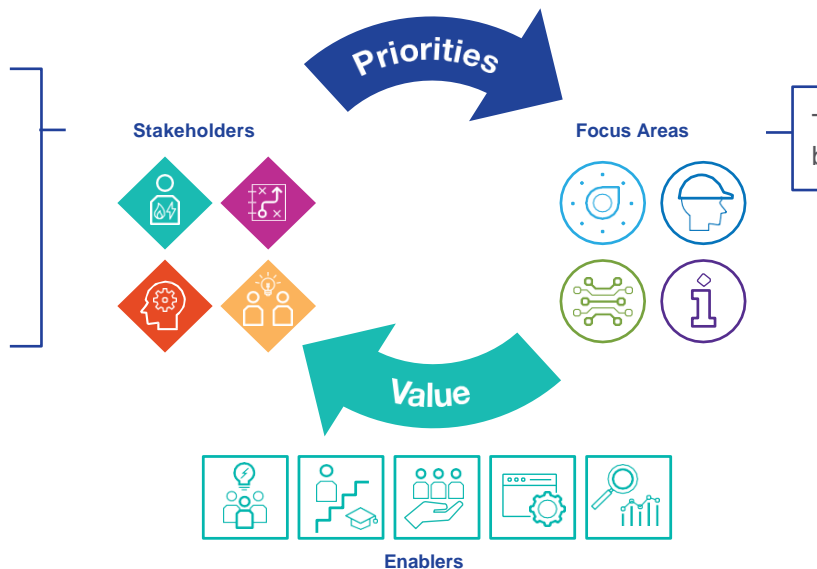 Priorities
Stakeholders
Focus Areas
Value
Enablers